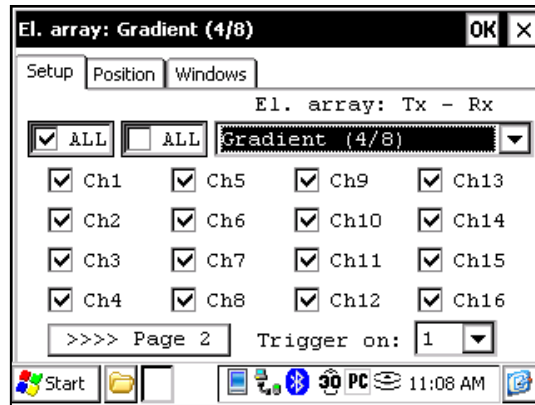 El. array: Gradient (4/8) OK ×
Setup Position Windows
El. array: Tx - Rx
ALL ALL Gradient (4/8)
Ch1 Ch5 Ch9 Ch13
Ch2 Ch6 Ch10 Ch14
Ch3 Ch7 Ch11 Ch15
Ch4 Ch8 Ch12 Ch16
>>>> Page 2 Trigger on: 1
Start 30 PC 11:08 AM